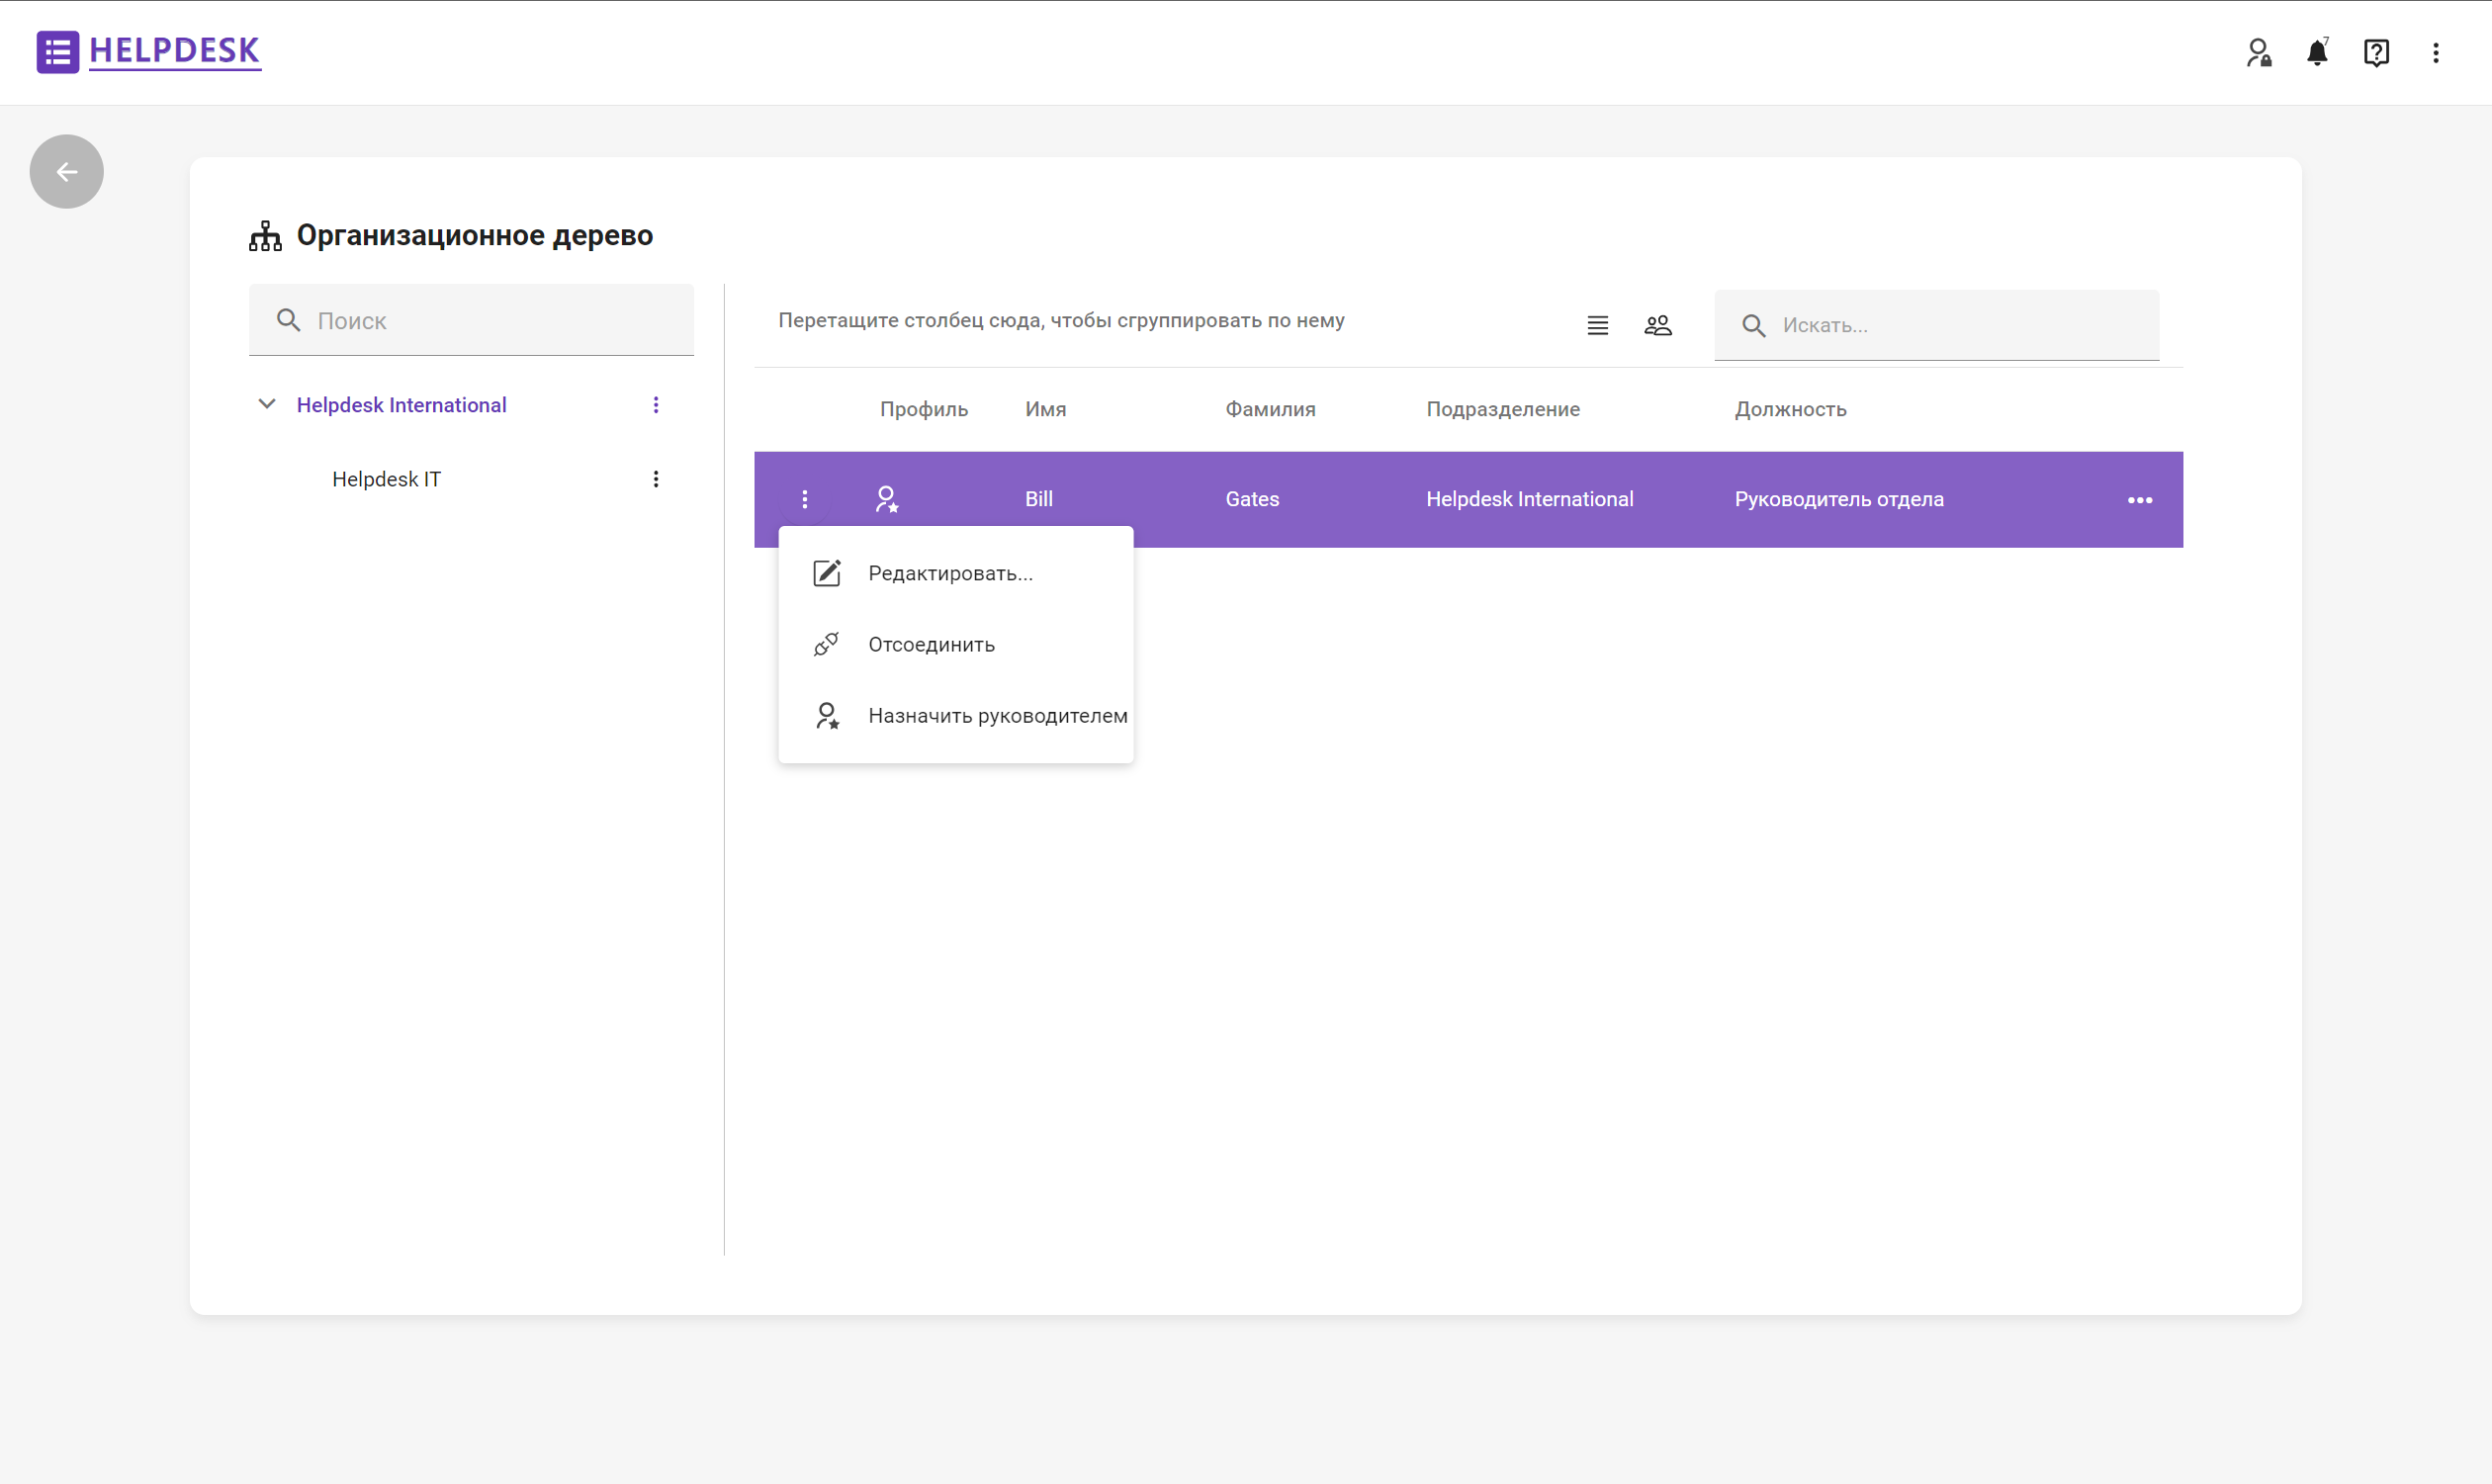 HELPDESK
7
Организационное дерево
Поиск
Helpdesk International
Helpdesk IT
Перетащите столбец сюда, чтобы сгруппировать по нему
Искать...
Профиль Имя Фамилия Подразделение Должность
Bill Gates Helpdesk International Руководитель отдела
Редактировать...
Отсоединить
Назначить руководителем